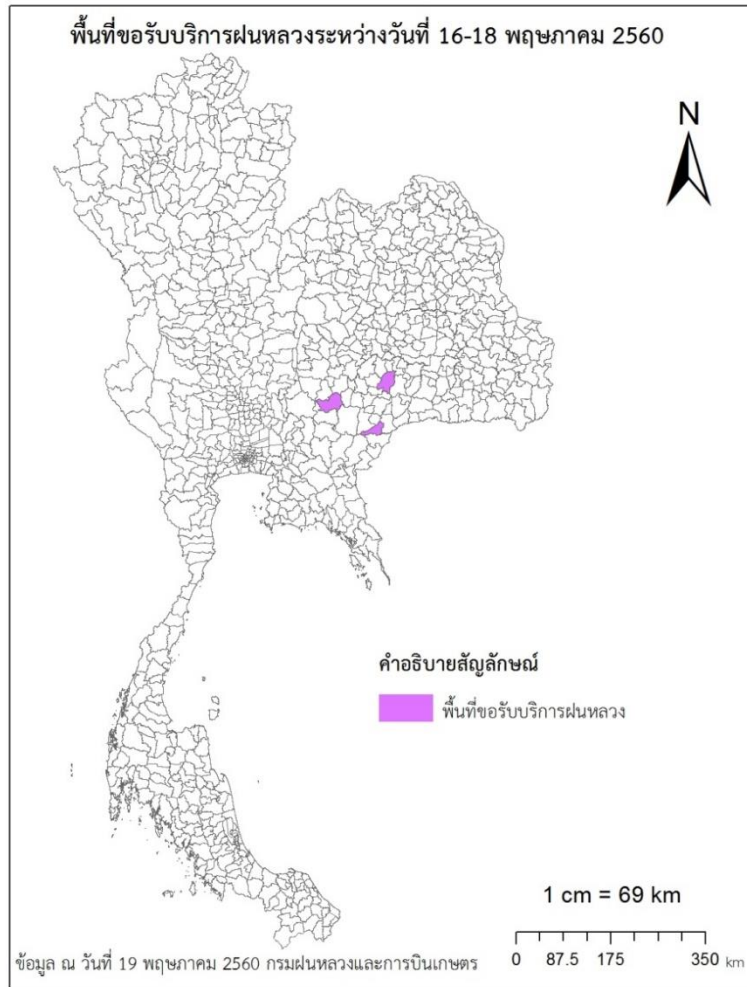 พื้นที่ขอรับบริการฝนหลวงระหว่างวันที่ 16-18 พฤษภาคม 2560
N
คำอธิบายสัญลักษณ์
พื้นที่ขอรับบริการฝนหลวง
1 cm = 69 km
0 87.5 175 350 km
ข้อมูล ณ วันที่ 19 พฤษภาคม 2560 กรมฝนหลวงและการบินเกษตร